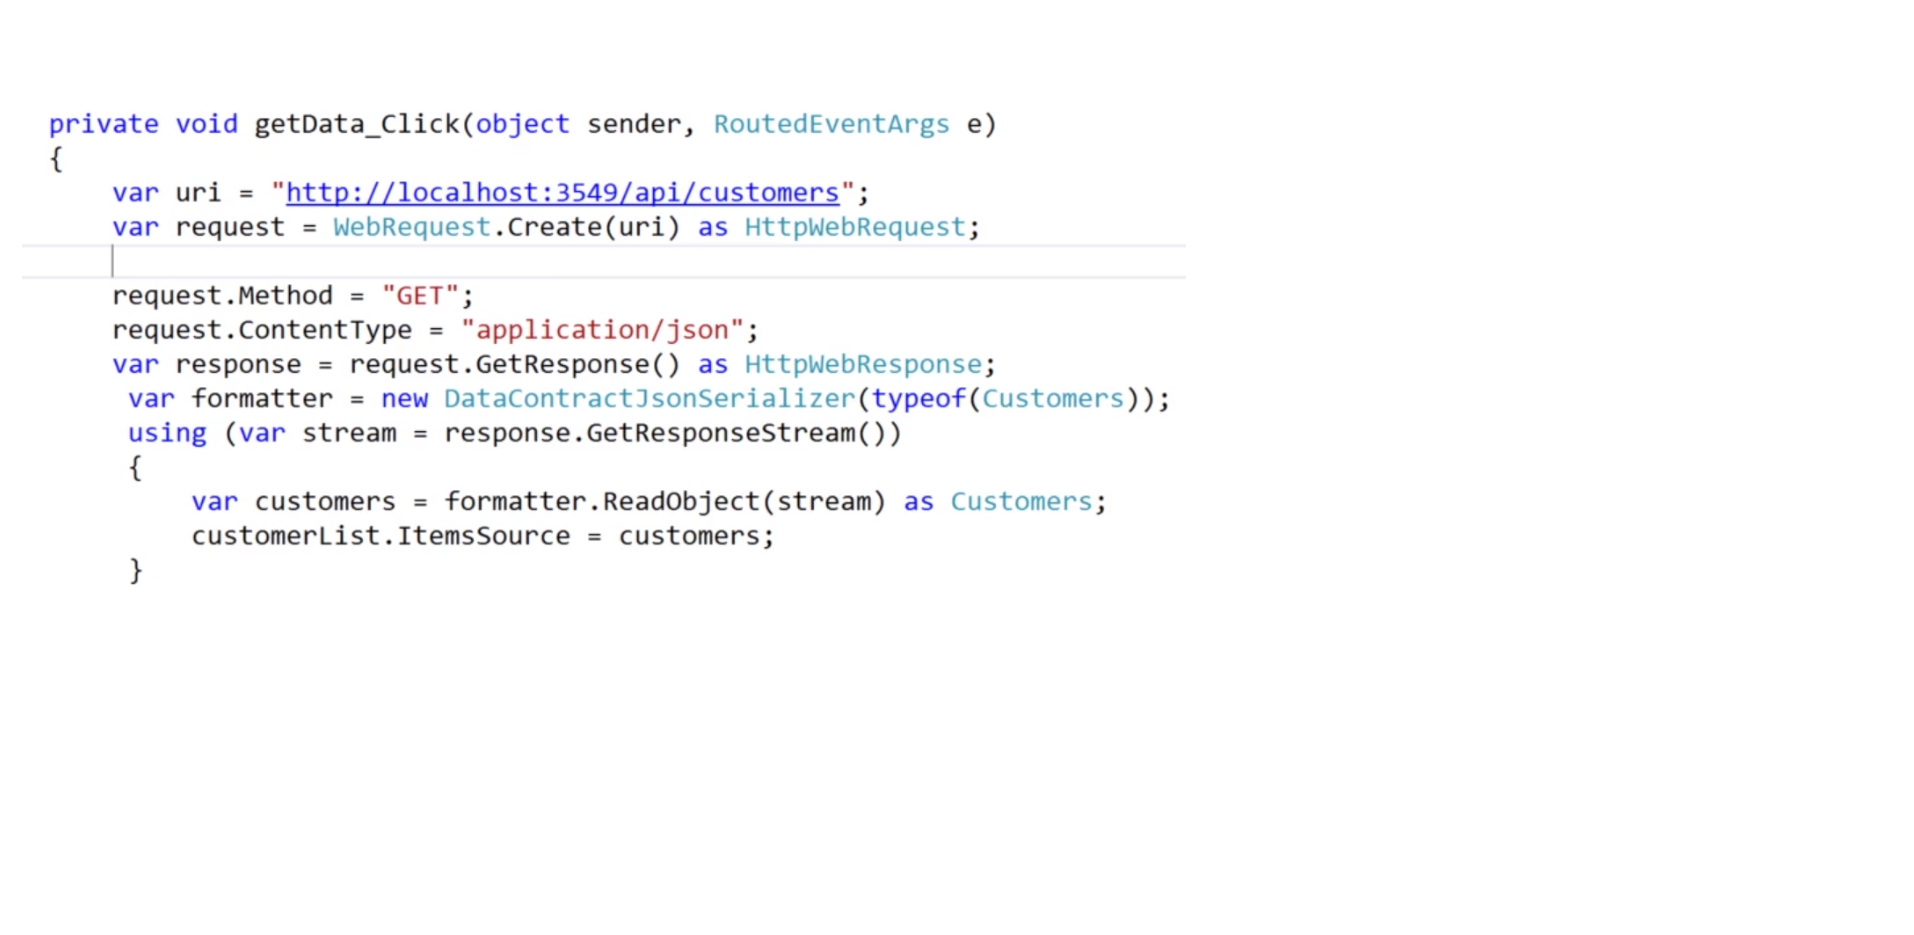 private void getData_Click(object sender, RoutedEventArgs e)
{
var uri = "http://localhost:3549/api/customers";
var request = WebRequest.Create(uri) as HttpWebRequest;
request.Method = "GET";
request.ContentType = "application/json";
var response = request.GetResponse() as HttpWebResponse;
var formatter = new DataContractJsonSerializer(typeof(Customers));
using (var stream = response.GetResponseStream())
{
var customers = formatter.ReadObject(stream) as Customers;
customerList.ItemsSource = customers;
}